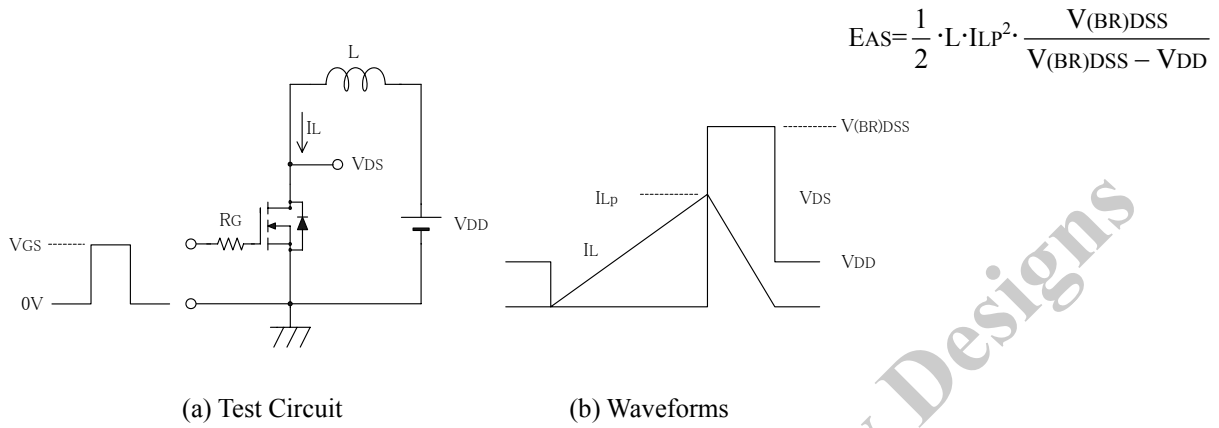 EAS=1/2 ·L·ILP²· V(BR)DSS / V(BR)DSS – VDD
L
IL
VDS
RG
VDD
VGS
0V
V(BR)DSS
ILp
VDS
IL
VDD
(a) Test Circuit
(b) Waveforms
Designs